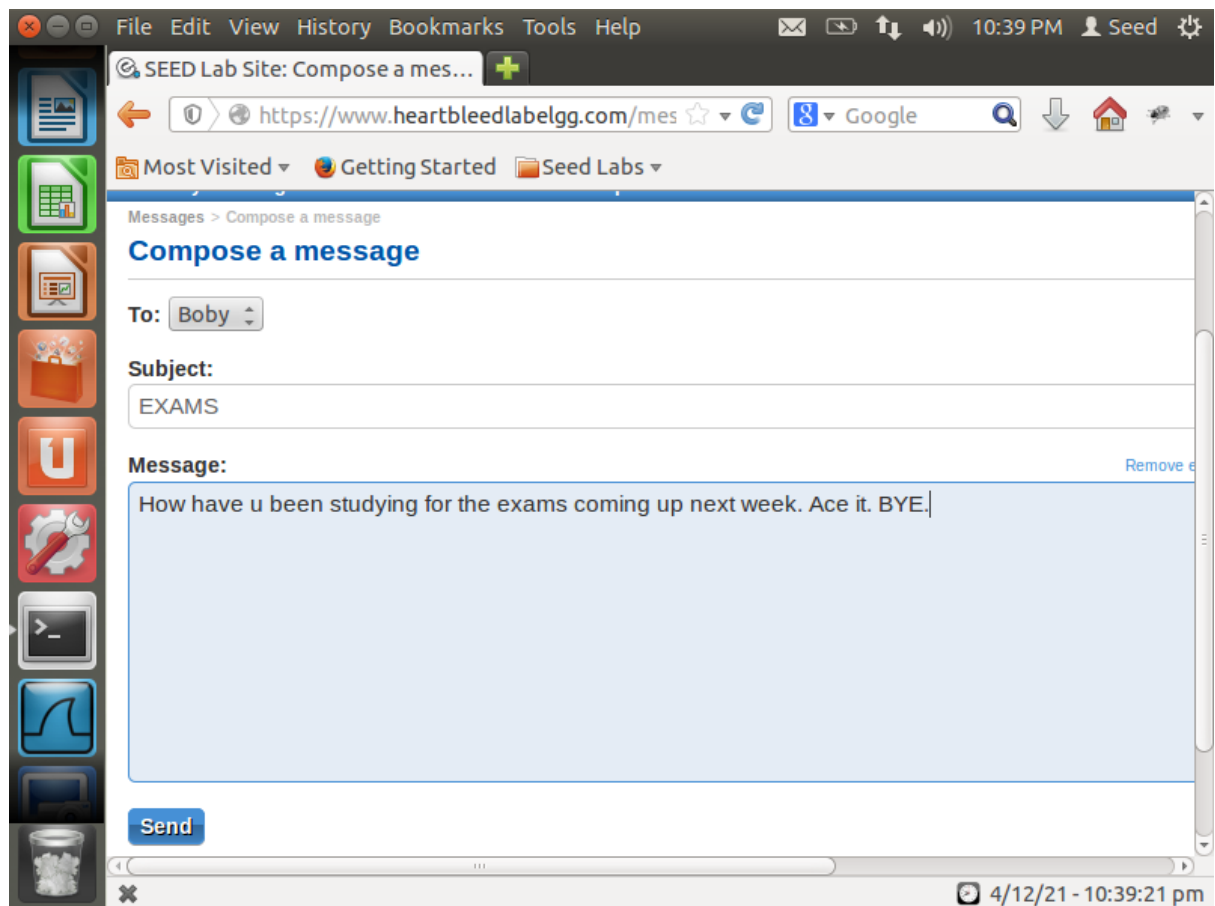 File Edit View History Bookmarks Tools Help 10:39 PM Seed
SEED Lab Site: Compose a mes...
https://www.heartbleedlabelgg.com/mes 8 Google
Most Visited Getting Started Seed Labs
Messages > Compose a message
Compose a message
To: Boby
Subject:
EXAMS
Message: Remove e
How have u been studying for the exams coming up next week. Ace it. BYE.
Send
4/12/21 - 10:39:21 pm